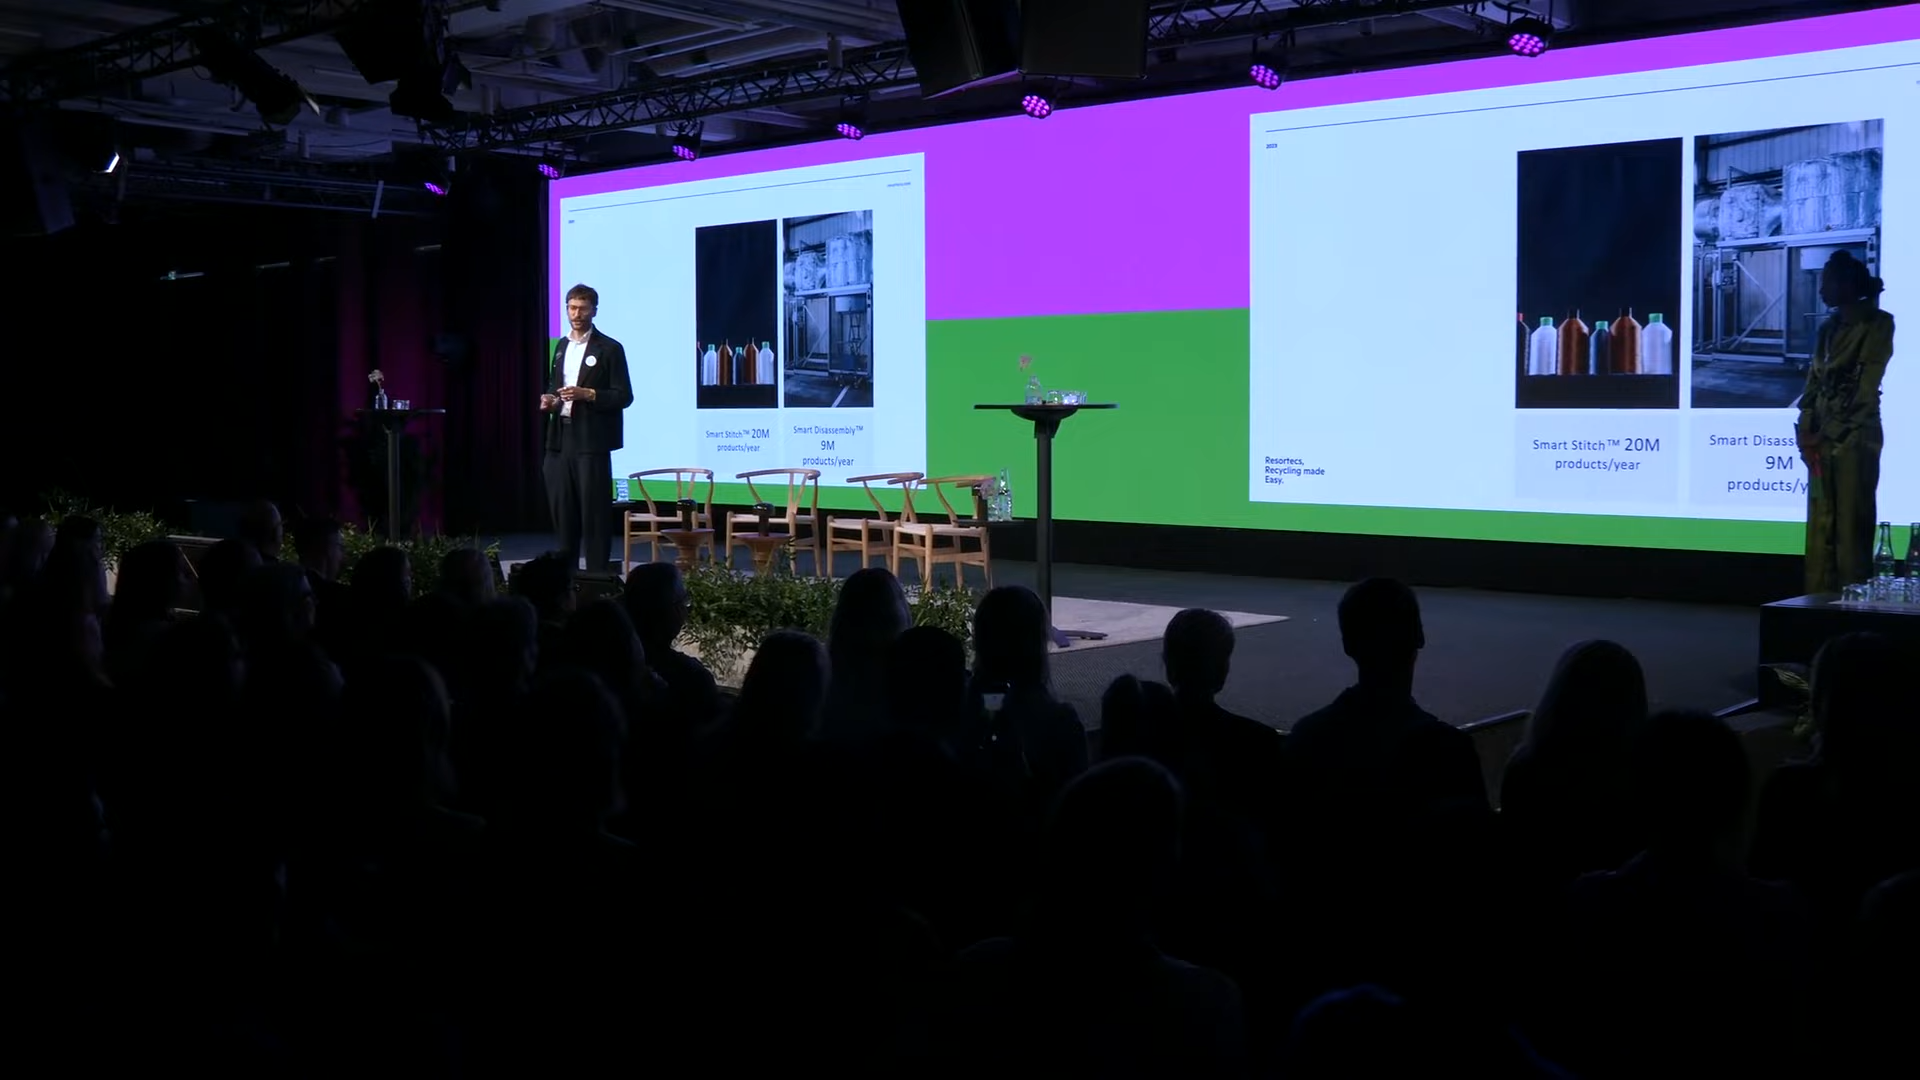 Smart Stitch™ 20M
products/year
Smart Disassembly™
9M
products/year
2023
Smart Stitch™ 20M
products/year
Smart Disass
9M
products/y
Resortecs,
Recycling made
Easy.